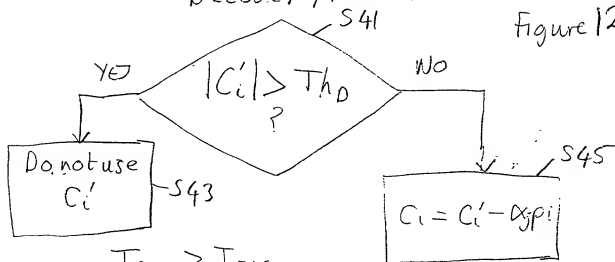 S41
Figure 12
YES
|Ci'| > ThD
?
NO
Do not use
Ci'
S43
S45
Ci = Ci' - αjpi